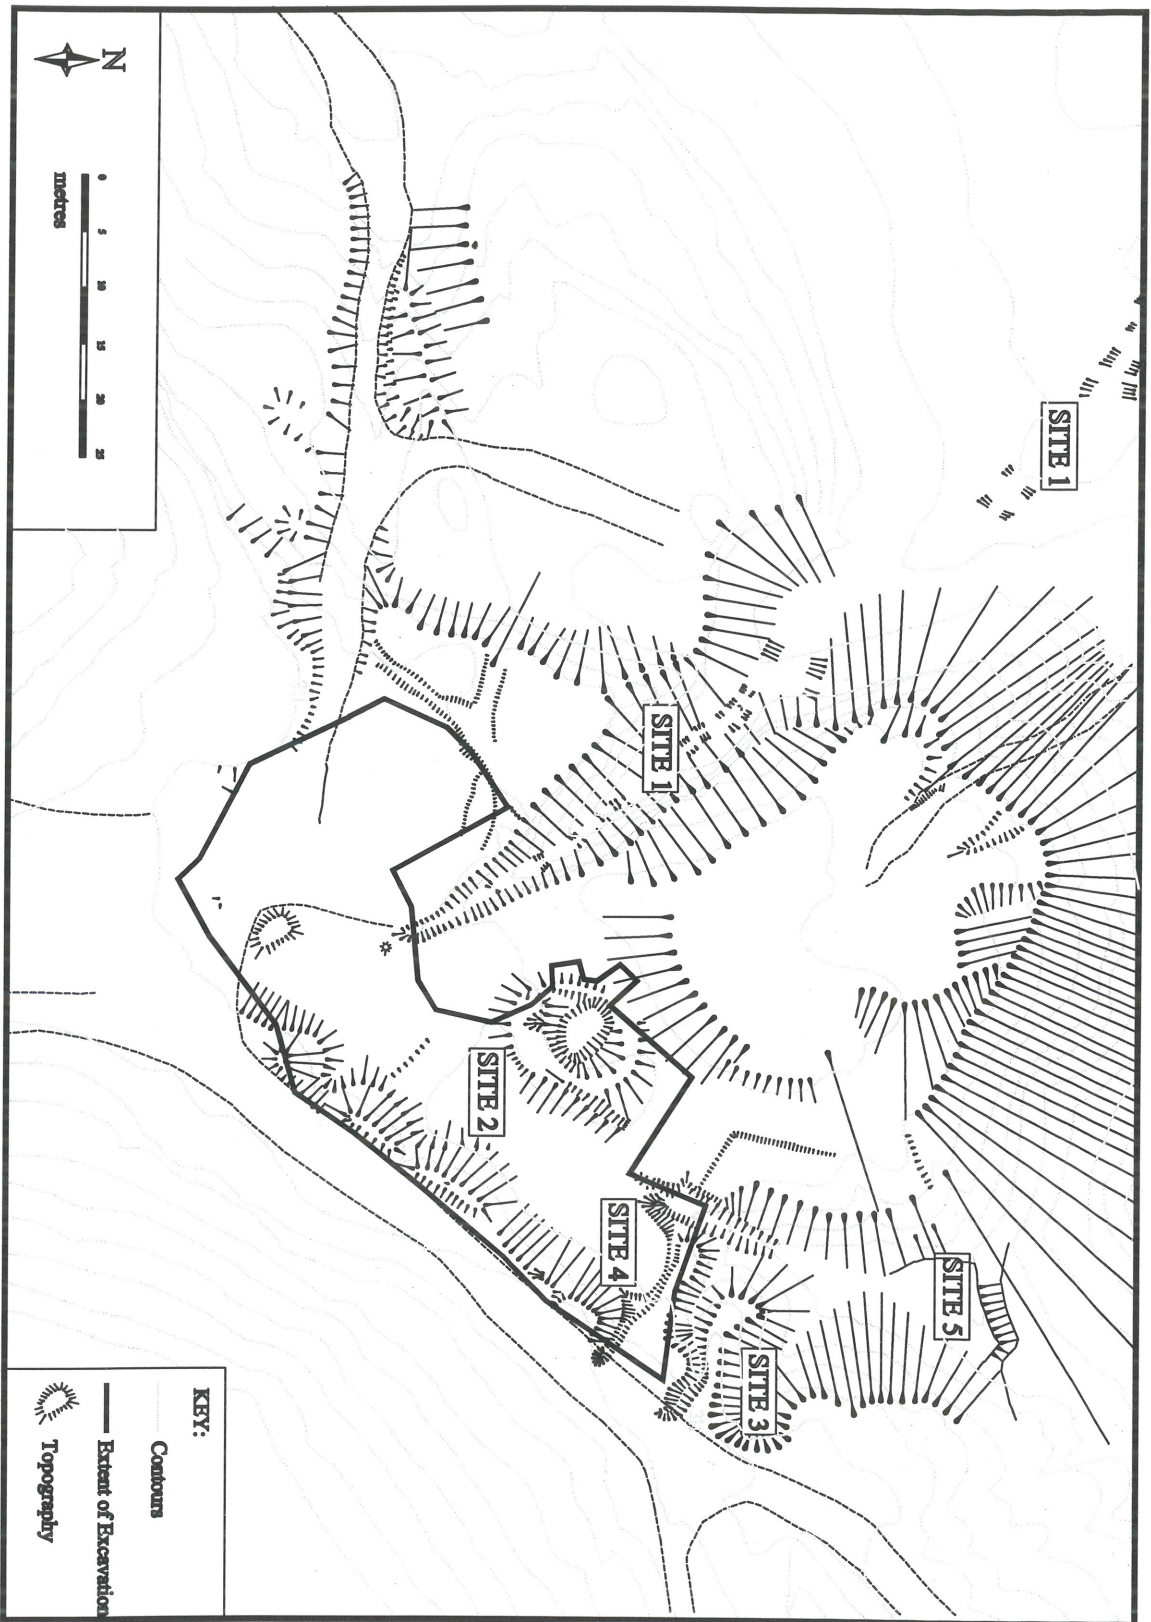 N
0 5 10 15 20 25
metres
SITE 1
SITE 1
SITE 2
SITE 4
SITE 5
SITE 3
KEY:
Contours
Extent of Excavation
Topography